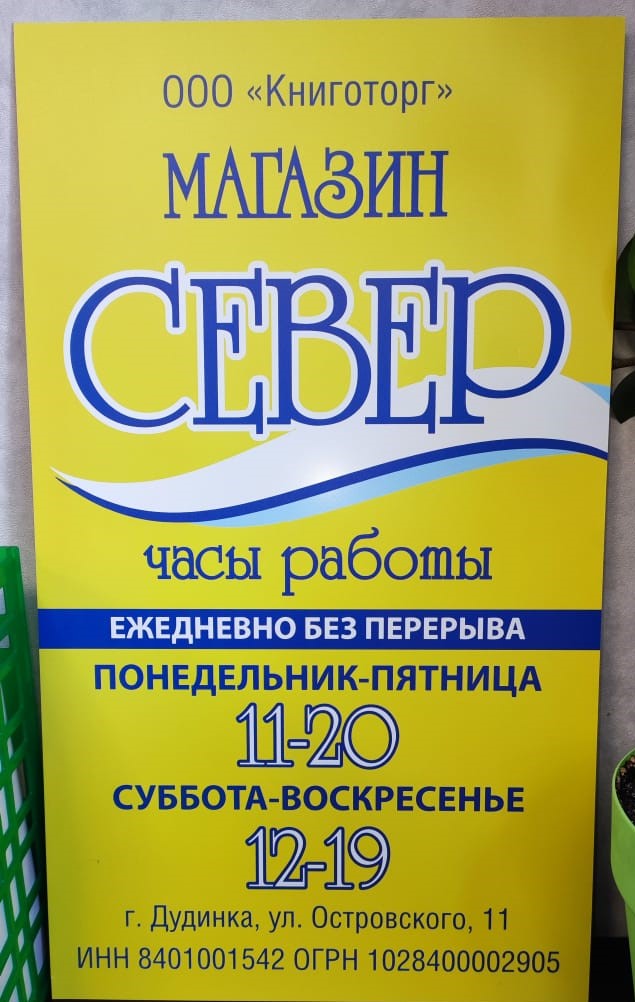 ООО «Книготорг»
МАГАЗИН
СЕВЕР
часы работы
ЕЖЕДНЕВНО БЕЗ ПЕРЕРЫВА
ПОНЕДЕЛЬНИК-ПЯТНИЦА
11-20
СУББОТА-ВОСКРЕСЕНЬЕ
12-19
г. Дудинка, ул. Островского, 11
ИНН 8401001542 ОГРН 1028400002905